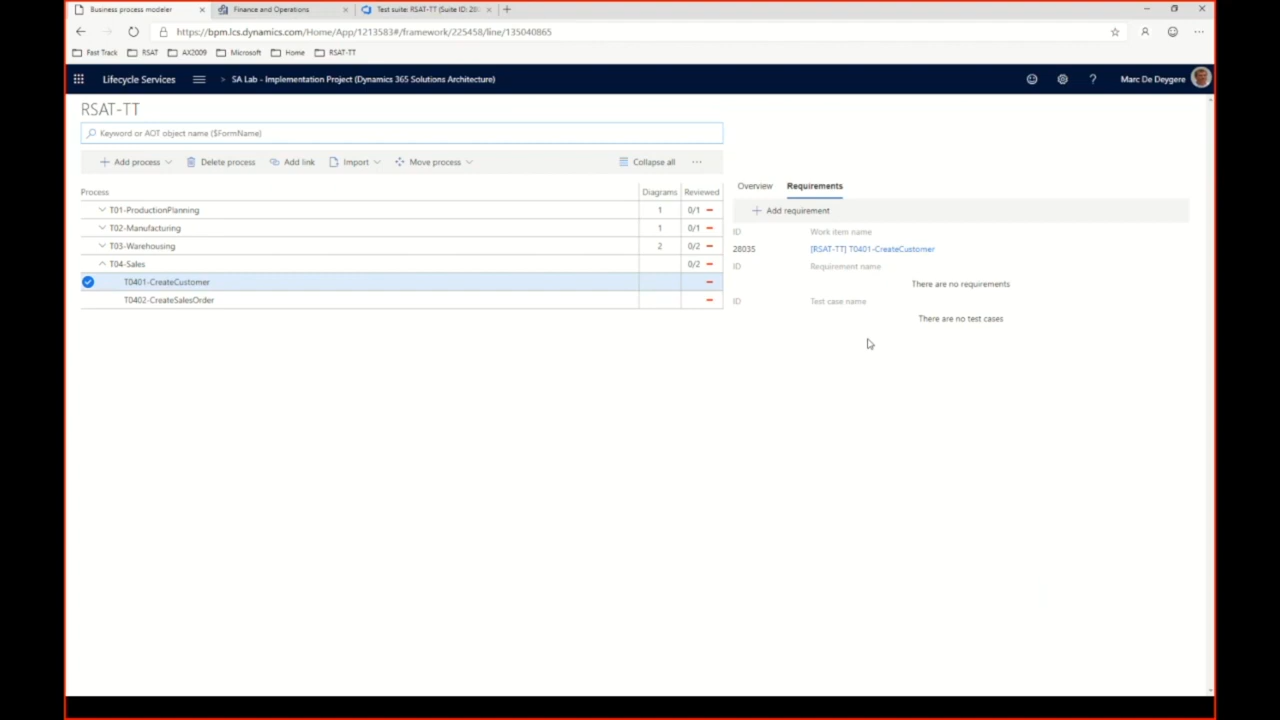 Business process modeler
Finance and Operations
Test suite: RSAT-TT (Suite ID: 280
https://bpm.lcs.dynamics.com/Home/App/1213583#/framework/225458/line/135040865
Fast Track RSAT AX2009 Microsoft Home RSAT-TT
Lifecycle Services > SA Lab - Implementation Project (Dynamics 365 Solutions Architecture) ? Marc De Deygere
RSAT-TT
Keyword or AOT object name ($FormName)
Add process Delete process Add link Import Move process Collapse all ...
Process Diagrams Reviewed
T01-ProductionPlanning 1 0/1
T02-Manufacturing 1 0/1
T03-Warehousing 2 0/2
T04-Sales 0/2
T0401-CreateCustomer
T0402-CreateSalesOrder
Overview Requirements
Add requirement
ID Work item name
28035 [RSAT-TT] T0401-CreateCustomer
ID Requirement name
There are no requirements
ID Test case name
There are no test cases